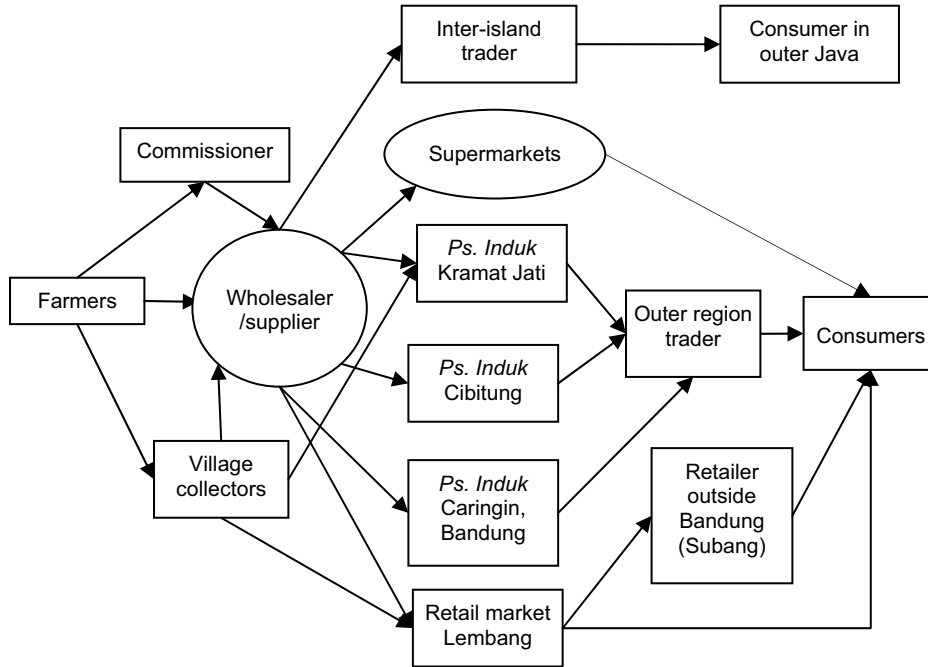 Inter-island
trader
Consumer in
outer Java
Commissioner
Supermarkets
Ps. Induk
Kramat Jati
Farmers
Wholesaler
/supplier
Outer region
trader
Consumers
Ps. Induk
Cibitung
Village
collectors
Ps. Induk
Caringin,
Bandung
Retailer
outside
Bandung
(Subang)
Retail market
Lembang